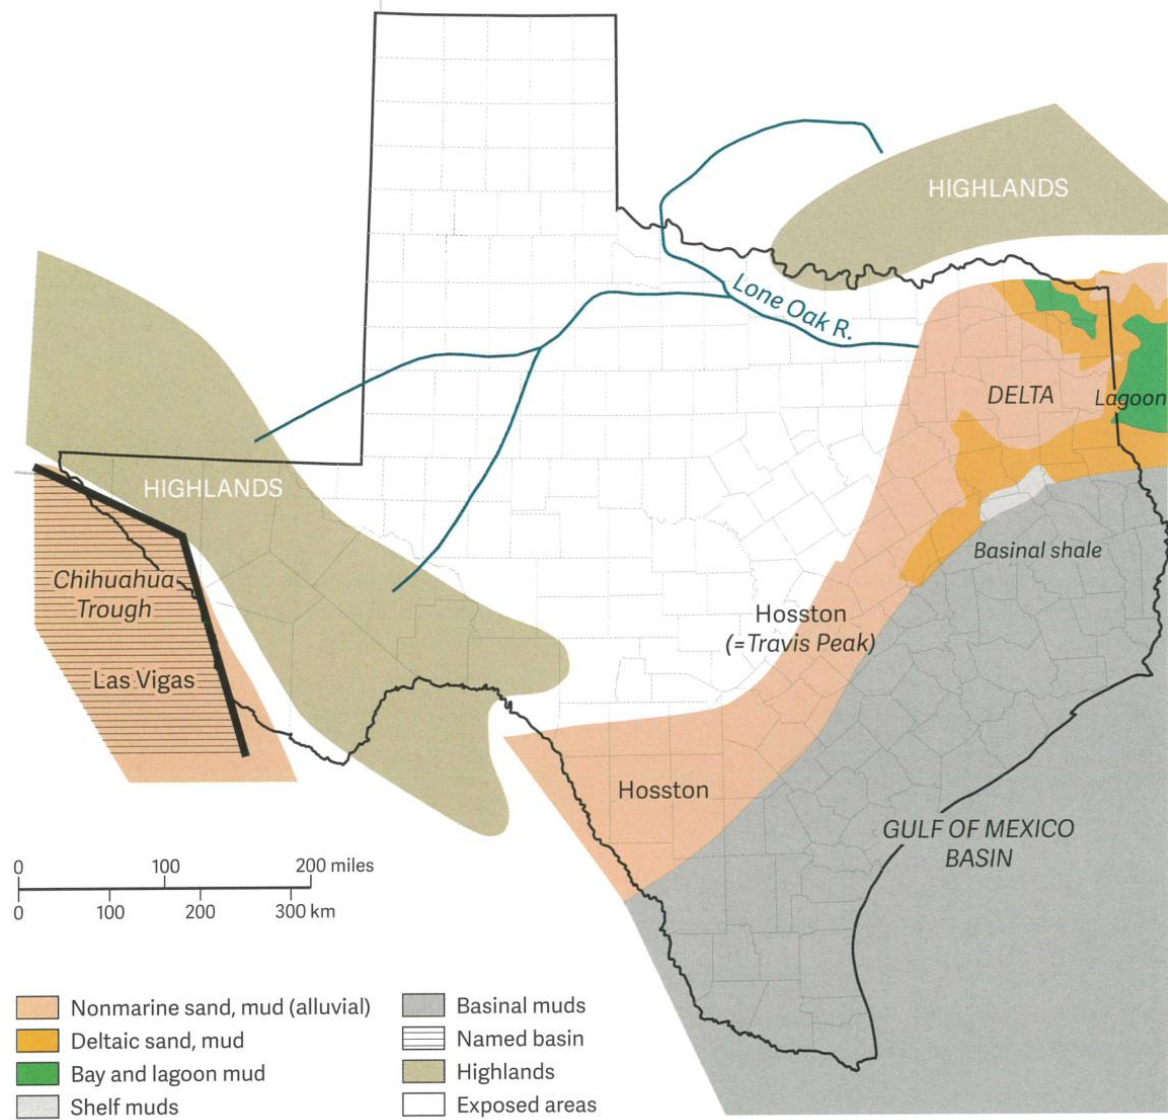 HIGHLANDS
Lone Oak R.
DELTA
Lagoon
HIGHLANDS
Basinal shale
Chihuahua
Trough
Hosston
(=Travis Peak)
Las Vigas
Hosston
GULF OF MEXICO
BASIN
0 100 200 miles
0 100 200 300 km
Nonmarine sand, mud (alluvial)
Deltaic sand, mud
Bay and lagoon mud
Shelf muds
Basinal muds
Named basin
Highlands
Exposed areas